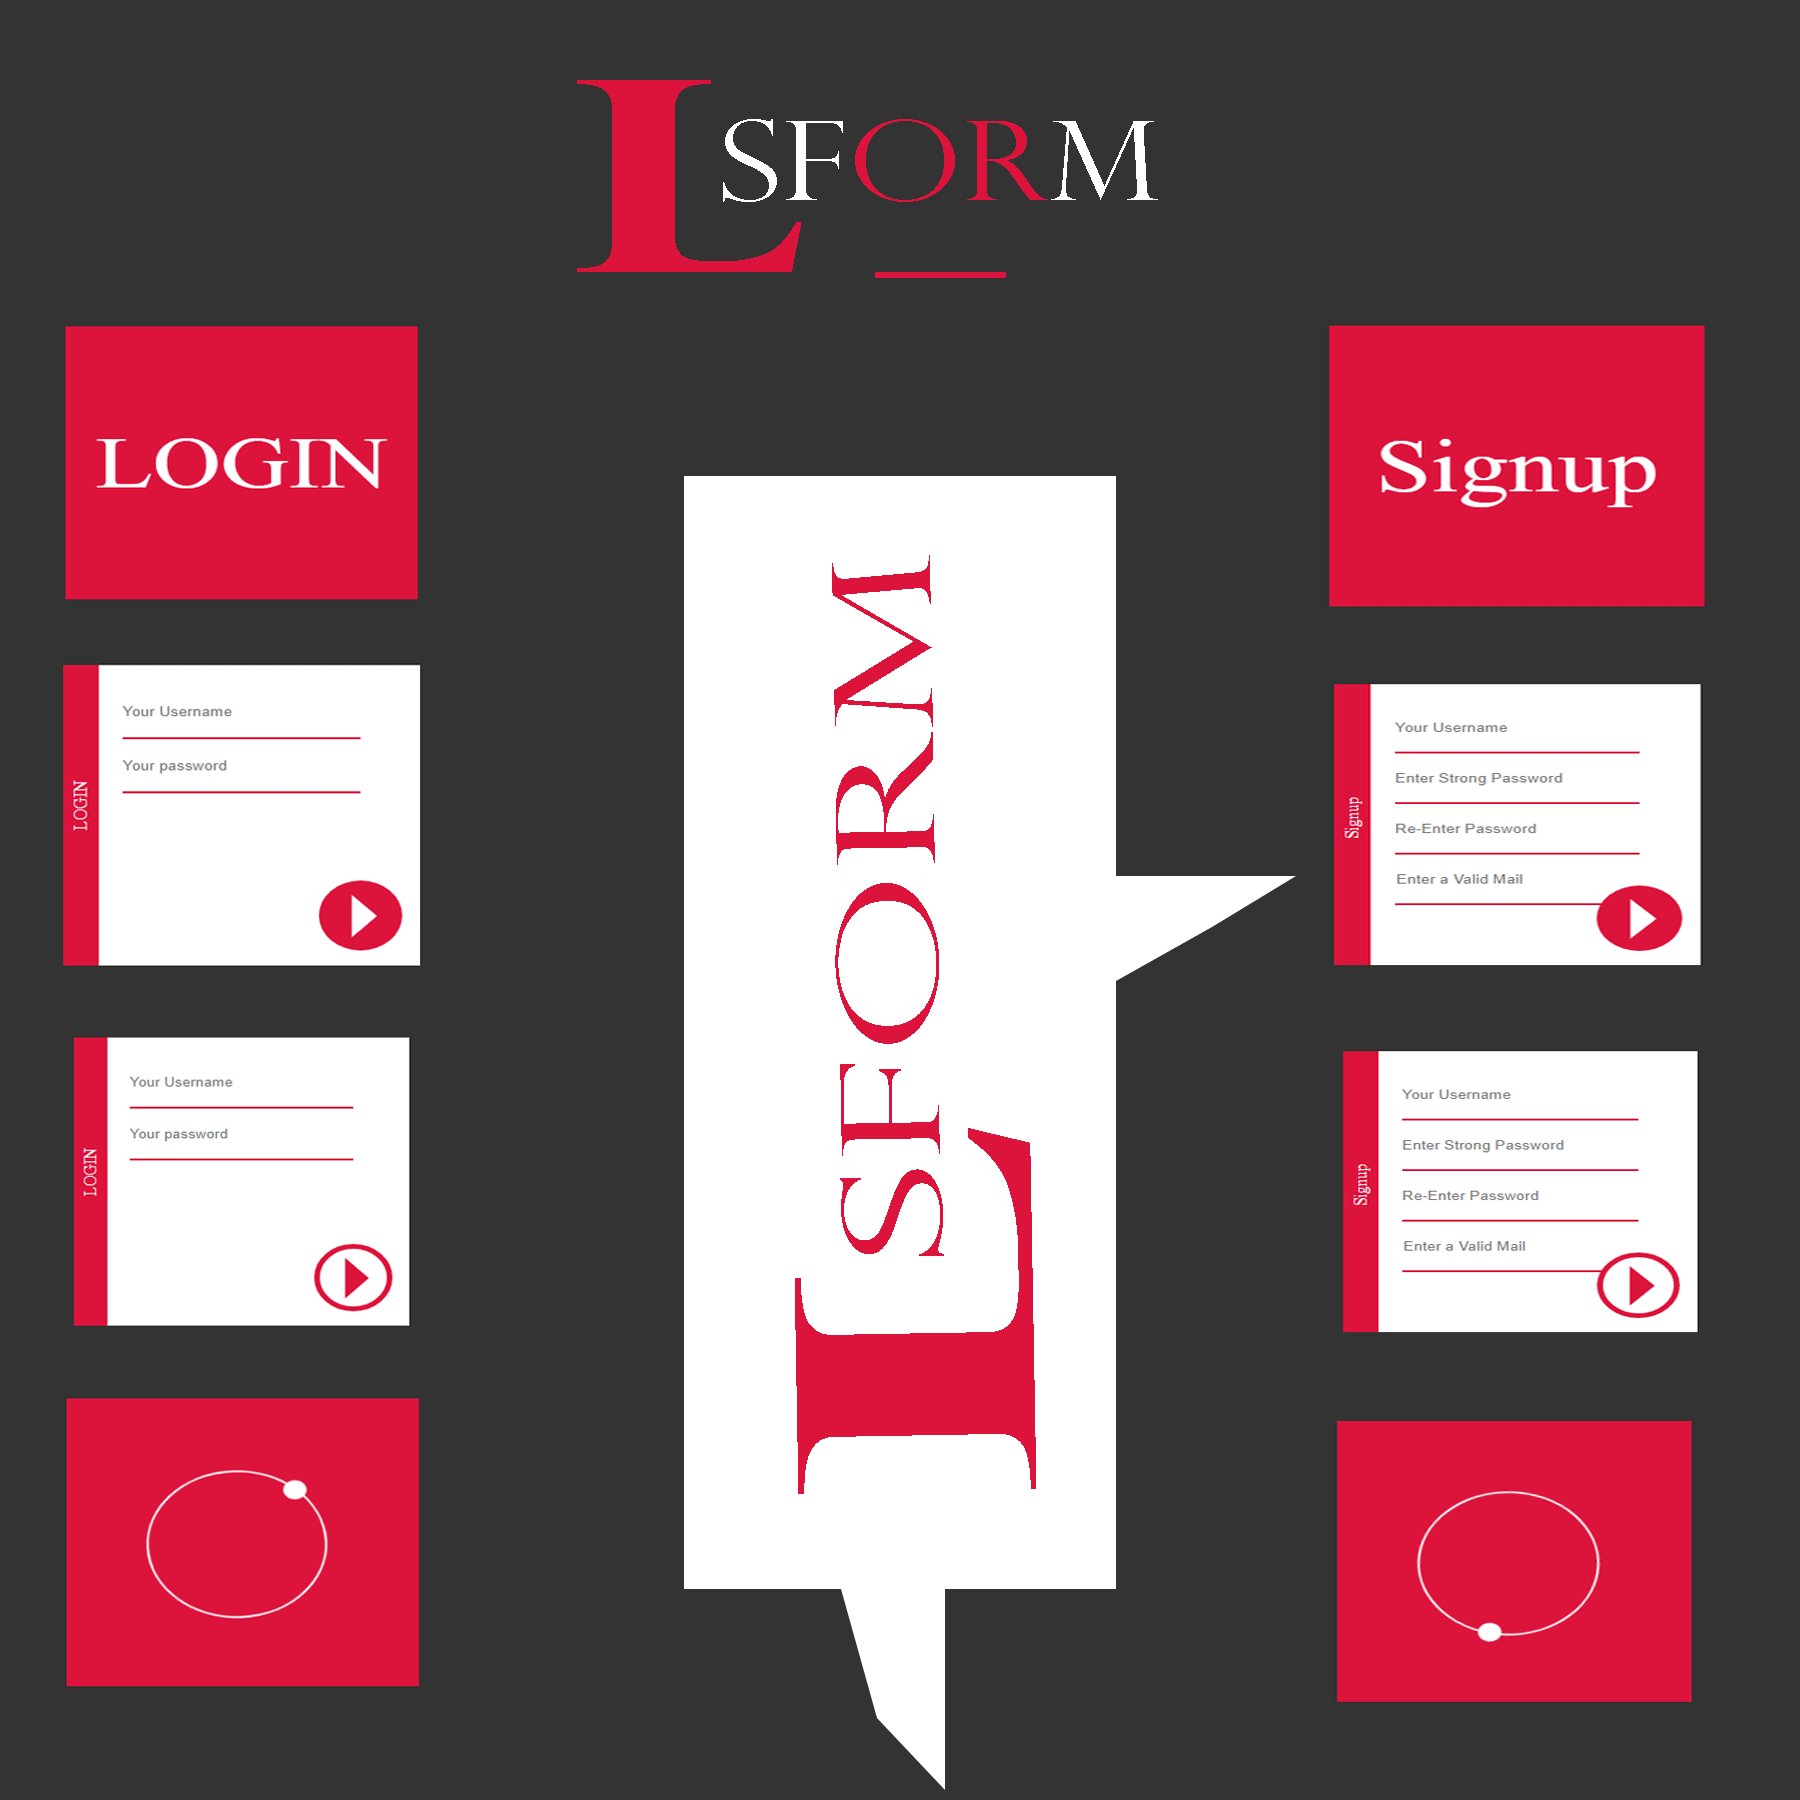 LSFORM
LOGIN
Signup
LSFORM
LOGIN
Your Username
Your password
Signup
Your Username
Enter Strong Password
Re-Enter Password
Enter a Valid Mail
LOGIN
Your Username
Your password
Signup
Your Username
Enter Strong Password
Re-Enter Password
Enter a Valid Mail